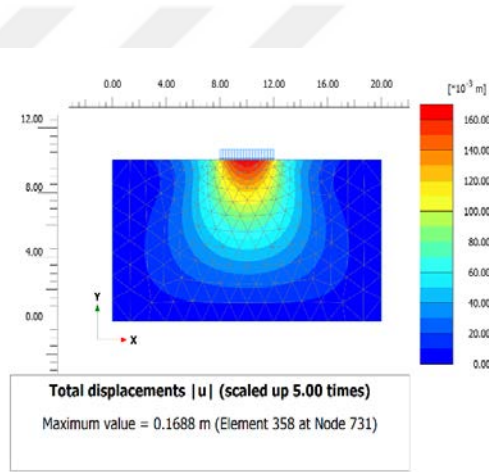 0.00 4.00 8.00 12.00 16.00 20.00
[*10⁻³ m]
12.00
8.00
4.00
0.00
160.00
120.00
100.00
80.00
60.00
40.00
20.00
0.00
Y
X
Total displacements |u| (scaled up 5.00 times)
Maximum value = 0.1688 m (Element 358 at Node 731)